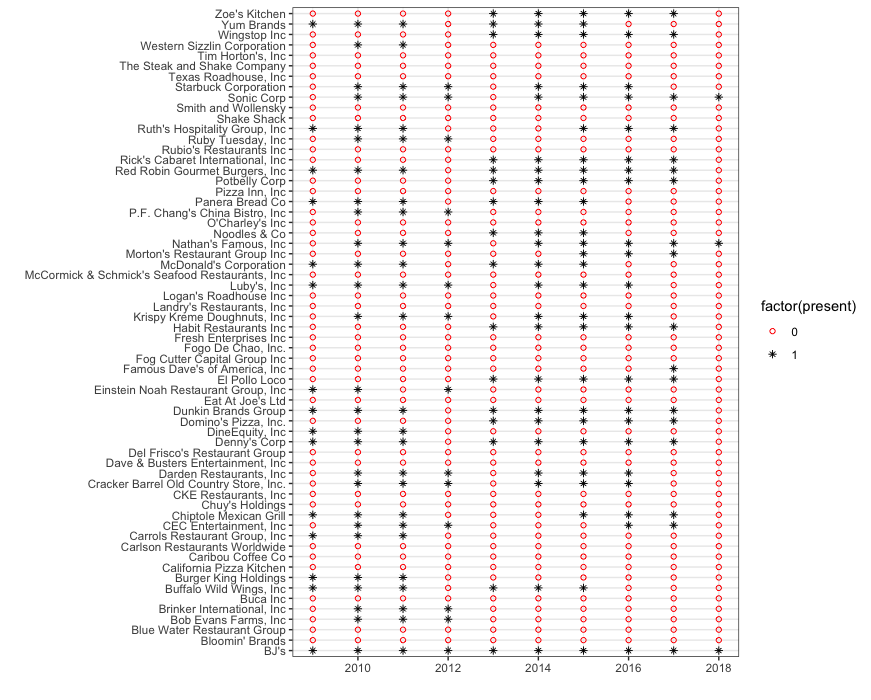 Zoe's Kitchen
Yum Brands
Wingstop Inc
Western Sizzlin Corporation
Tim Horton's, Inc
The Steak and Shake Company
Texas Roadhouse, Inc
Starbuck Corporation
Sonic Corp
Smith and Wollensky
Shake Shack
Ruth's Hospitality Group, Inc
Ruby Tuesday, Inc
Rubio's Restaurants Inc
Rick's Cabaret International, Inc
Red Robin Gourmet Burgers, Inc
Potbelly Corp
Pizza Inn, Inc
Panera Bread Co
P.F. Chang's China Bistro, Inc
O'Charley's Inc
Noodles & Co
Nathan's Famous, Inc
Morton's Restaurant Group Inc
McDonald's Corporation
McCormick & Schmick's Seafood Restaurants, Inc
Luby's, Inc
Logan's Roadhouse Inc
Landry's Restaurants, Inc
Krispy Kreme Doughnuts, Inc
Habit Restaurants Inc
Fresh Enterprises Inc
Fogo De Chao, Inc.
Fog Cutter Capital Group Inc
Famous Dave's of America, Inc
El Pollo Loco
Einstein Noah Restaurant Group, Inc
Eat At Joe's Ltd
Dunkin Brands Group
Domino's Pizza, Inc.
DineEquity, Inc
Denny's Corp
Del Frisco's Restaurant Group
Dave & Busters Entertainment, Inc
Darden Restaurants, Inc
Cracker Barrel Old Country Store, Inc.
CKE Restaurants, Inc
Chuy's Holdings
Chiptole Mexican Grill
CEC Entertainment, Inc
Carrols Restaurant Group, Inc
Carlson Restaurants Worldwide
Caribou Coffee Co
California Pizza Kitchen
Burger King Holdings
Buffalo Wild Wings, Inc
Buca Inc
Brinker International, Inc
Bob Evans Farms, Inc
Blue Water Restaurant Group
Bloomin' Brands
BJ's
2010 2012 2014 2016 2018
factor(present)
0
1